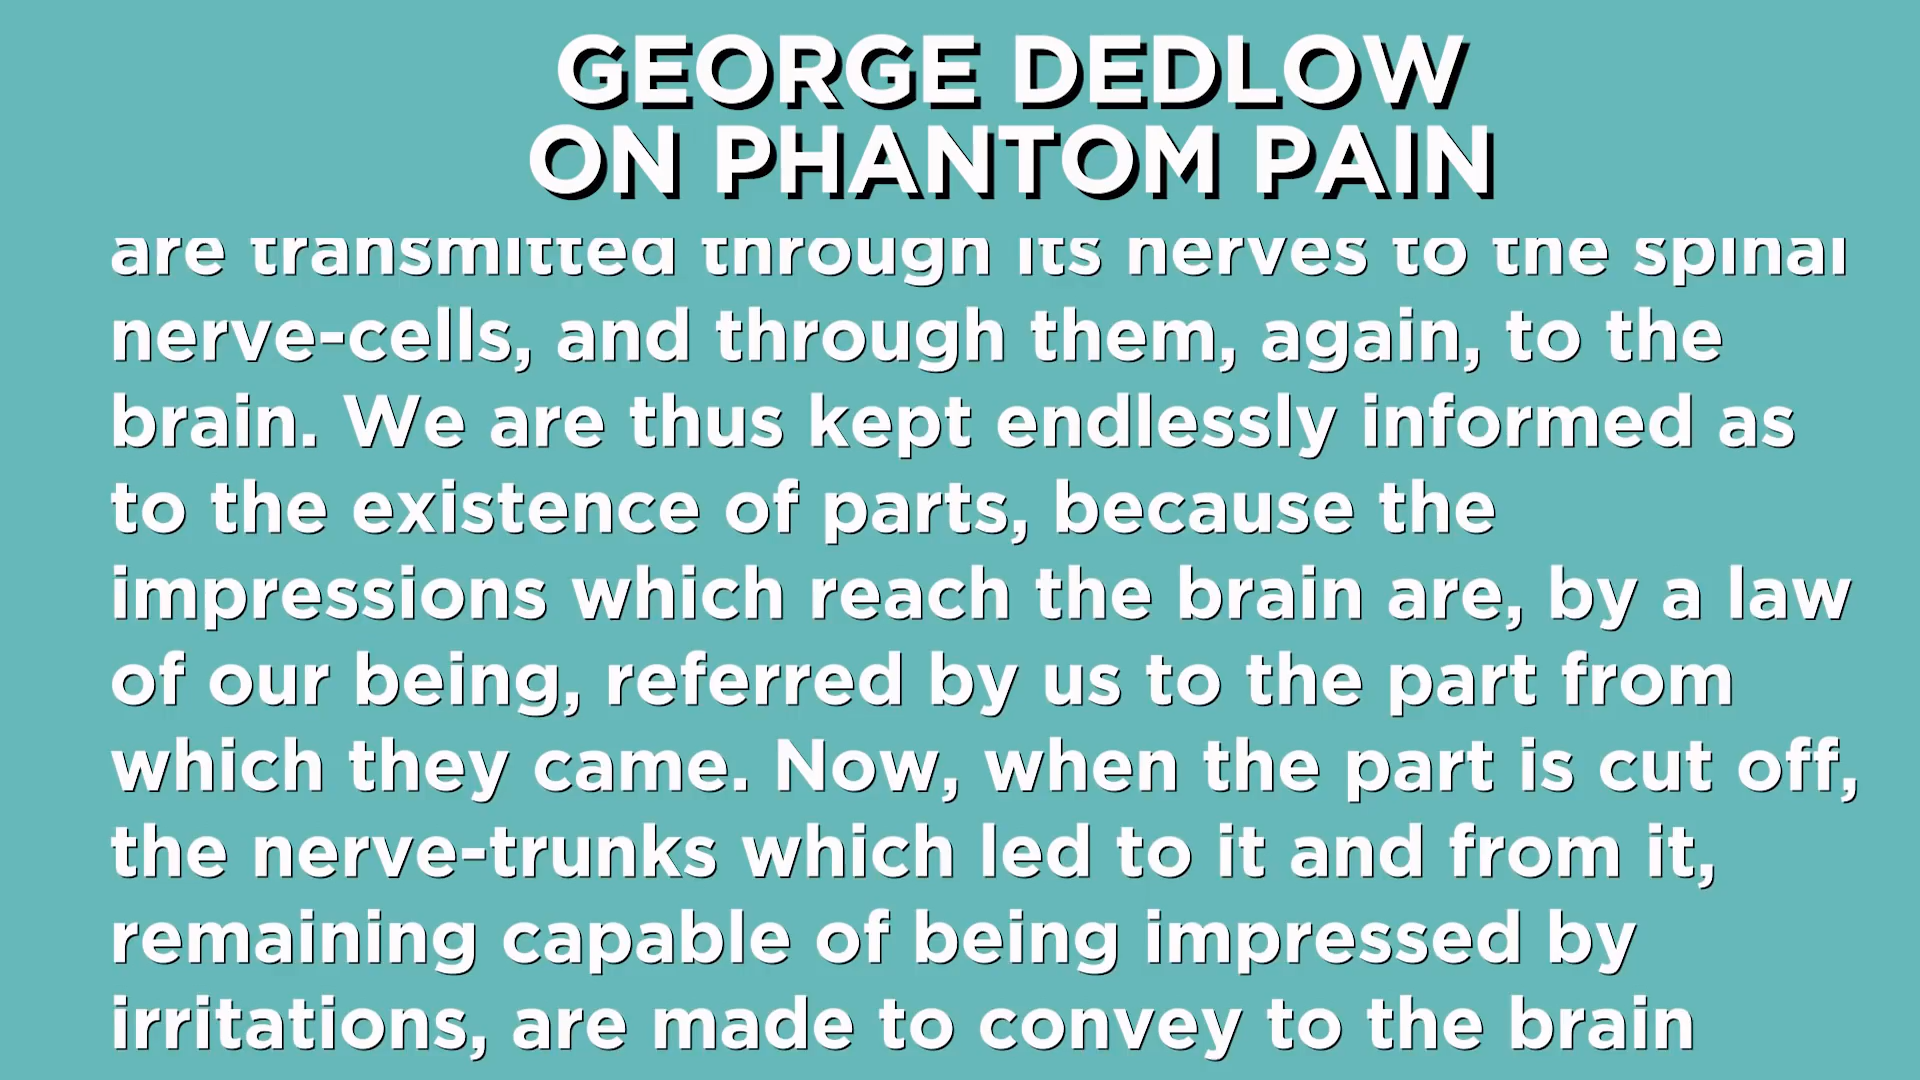 GEORGE DEDLOW
ON PHANTOM PAIN
are transmitted through its nerves to the spinal
nerve-cells, and through them, again, to the
brain. We are thus kept endlessly informed as
to the existence of parts, because the
impressions which reach the brain are, by a law
of our being, referred by us to the part from
which they came. Now, when the part is cut off,
the nerve-trunks which led to it and from it,
remaining capable of being impressed by
irritations, are made to convey to the brain